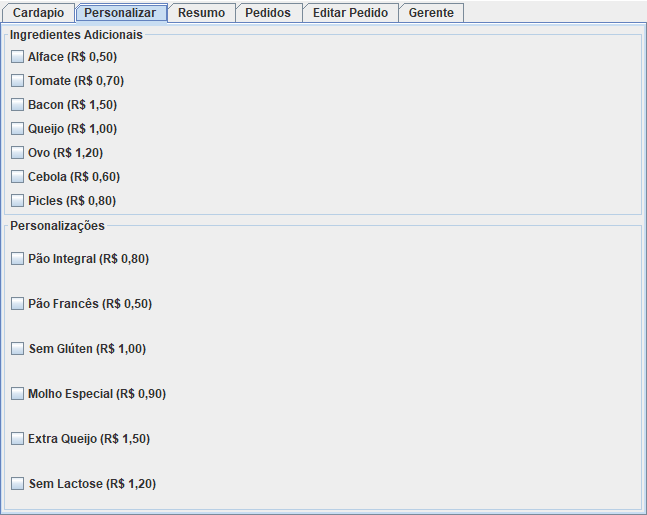 Cardapio Personalizar Resumo Pedidos Editar Pedido Gerente
Ingredientes Adicionais
Alface (R$ 0,50)
Tomate (R$ 0,70)
Bacon (R$ 1,50)
Queijo (R$ 1,00)
Ovo (R$ 1,20)
Cebola (R$ 0,60)
Picles (R$ 0,80)
Personalizações
Pão Integral (R$ 0,80)
Pão Francês (R$ 0,50)
Sem Glúten (R$ 1,00)
Molho Especial (R$ 0,90)
Extra Queijo (R$ 1,50)
Sem Lactose (R$ 1,20)